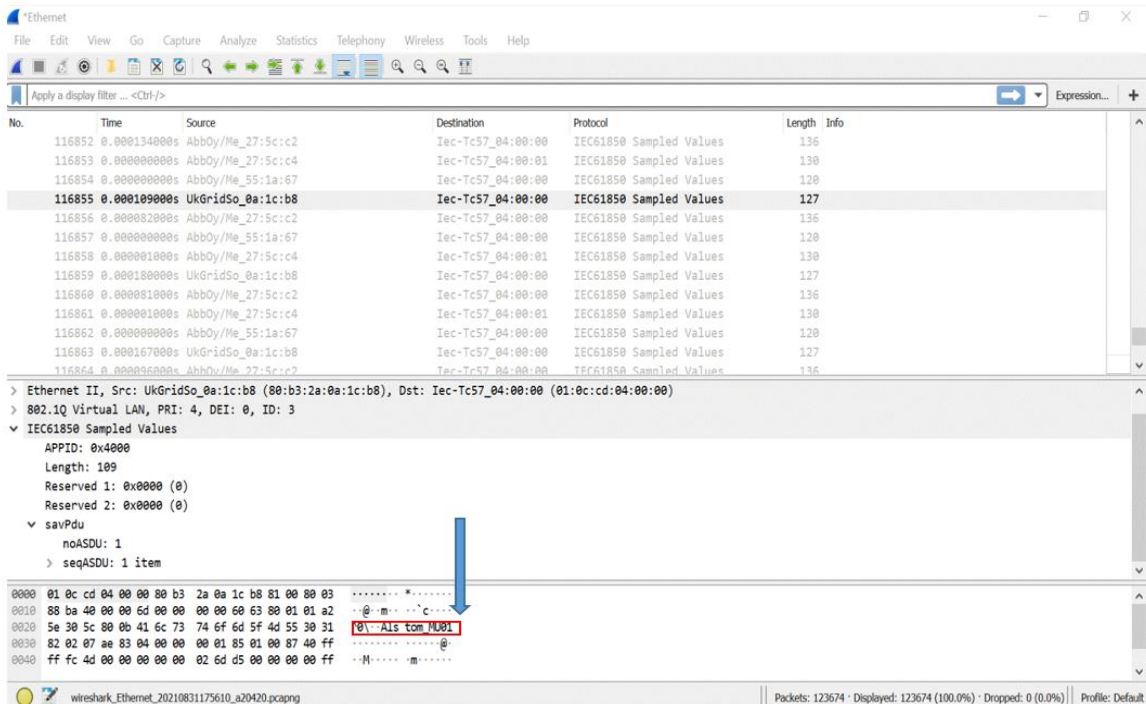 *Ethernet
File Edit View Go Capture Analyze Statistics Telephony Wireless Tools Help
Apply a display filter ... <Ctrl-/> Expression... +
No. Time Source Destination Protocol Length Info
116852 0.000134000s AbbOy/Me_27:5c:c2 Iec-Tc57_04:00:00 IEC61850 Sampled Values 136
116853 0.000000000s AbbOy/Me_27:5c:c4 Iec-Tc57_04:00:01 IEC61850 Sampled Values 130
116854 0.000000000s AbbOy/Me_55:1a:67 Iec-Tc57_04:00:00 IEC61850 Sampled Values 120
116855 0.000109000s UkGridSo_0a:1c:b8 Iec-Tc57_04:00:00 IEC61850 Sampled Values 127
116856 0.000082000s AbbOy/Me_27:5c:c2 Iec-Tc57_04:00:00 IEC61850 Sampled Values 136
116857 0.000000000s AbbOy/Me_55:1a:67 Iec-Tc57_04:00:00 IEC61850 Sampled Values 120
116858 0.000001000s AbbOy/Me_27:5c:c4 Iec-Tc57_04:00:01 IEC61850 Sampled Values 130
116859 0.000180000s UkGridSo_0a:1c:b8 Iec-Tc57_04:00:00 IEC61850 Sampled Values 127
116860 0.000081000s AbbOy/Me_27:5c:c2 Iec-Tc57_04:00:00 IEC61850 Sampled Values 136
116861 0.000001000s AbbOy/Me_27:5c:c4 Iec-Tc57_04:00:01 IEC61850 Sampled Values 130
116862 0.000000000s AbbOy/Me_55:1a:67 Iec-Tc57_04:00:00 IEC61850 Sampled Values 120
116863 0.000167000s UkGridSo_0a:1c:b8 Iec-Tc57_04:00:00 IEC61850 Sampled Values 127
116864 0.000096000s AbbOy/Me_27:5c:c2 Iec-Tc57_04:00:00 IEC61850 Sampled Values 136
> Ethernet II, Src: UkGridSo_0a:1c:b8 (80:b3:2a:0a:1c:b8), Dst: Iec-Tc57_04:00:00 (01:0c:cd:04:00:00)
> 802.1Q Virtual LAN, PRI: 4, DEI: 0, ID: 3
IEC61850 Sampled Values
APPID: 0x4000
Length: 109
Reserved 1: 0x0000 (0)
Reserved 2: 0x0000 (0)
savPdu
noASDU: 1
> seqASDU: 1 item
0000 01 0c cd 04 00 00 80 b3 2a 0a 1c b8 81 00 80 03 ········ *·······
0010 88 ba 40 00 00 6d 00 00 00 00 60 63 80 01 01 a2 ··@··m·· ··`c····
0020 5e 30 5c 80 0b 41 6c 73 74 6f 6d 5f 4d 55 30 31 ^0\··Als tom_MU01
0030 82 02 07 ae 83 04 00 00 00 01 85 01 00 87 40 ff ········ ······@·
0040 ff fc 4d 00 00 00 00 00 02 6d d5 00 00 00 00 ff ··M····· ·m······
wireshark_Ethernet_20210831175610_a20420.pcapng Packets: 123674 · Displayed: 123674 (100.0%) · Dropped: 0 (0.0%) Profile: Default